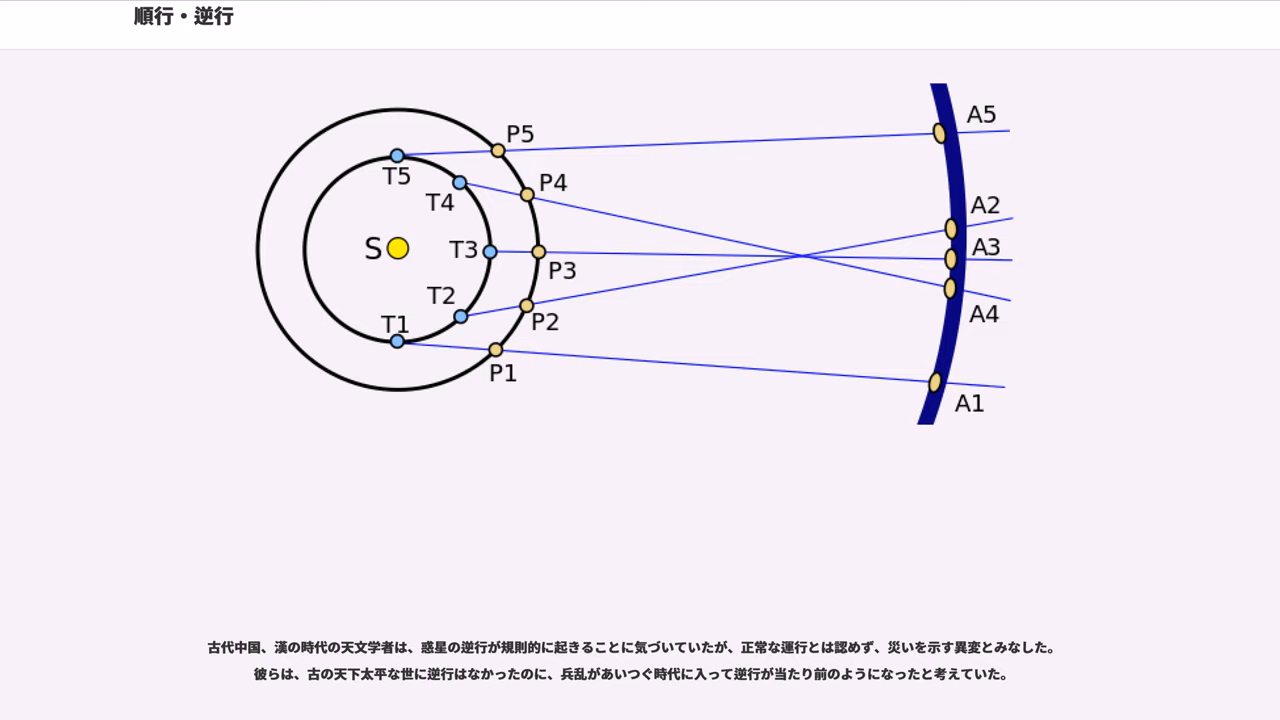 順行・逆行
A5
P5
T5
P4
T4
A2
S
T3
A3
P3
T2
A4
P2
T1
P1
A1
古代中国、漢の時代の天文学者は、惑星の逆行が規則的に起きることに気づいていたが、正常な運行とは認めず、災いを示す異変とみなした。
彼らは、古の天下太平な世に逆行はなかったのに、兵乱があいつぐ時代に入って逆行が当たり前のようになったと考えていた。